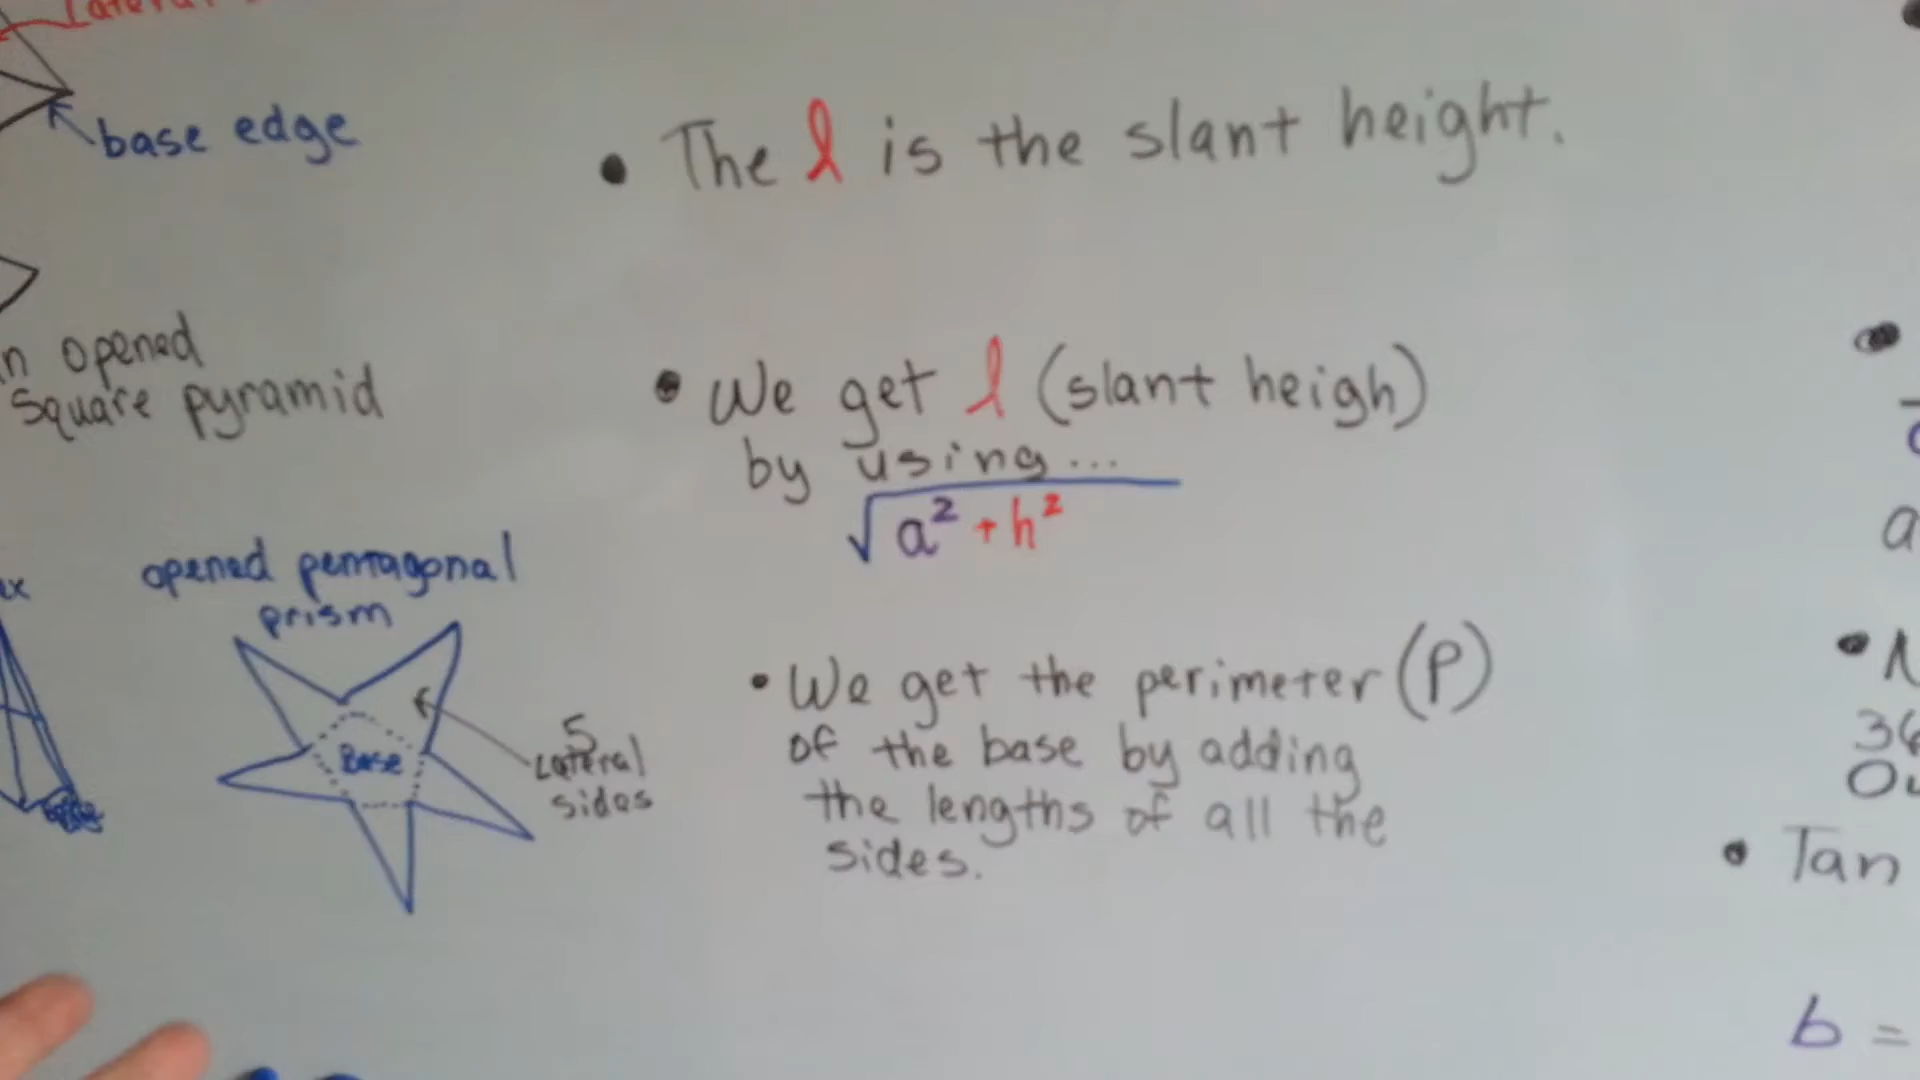 base edge
opened
Square pyramid
opened pentagonal
prism
Base
5
Lateral
sides
• The l is the slant height.
• We get l (slant heigh)
by using...
√a² + h²
• We get the perimeter (P)
of the base by adding
the lengths of all the
sides.
a
• Tan
b =